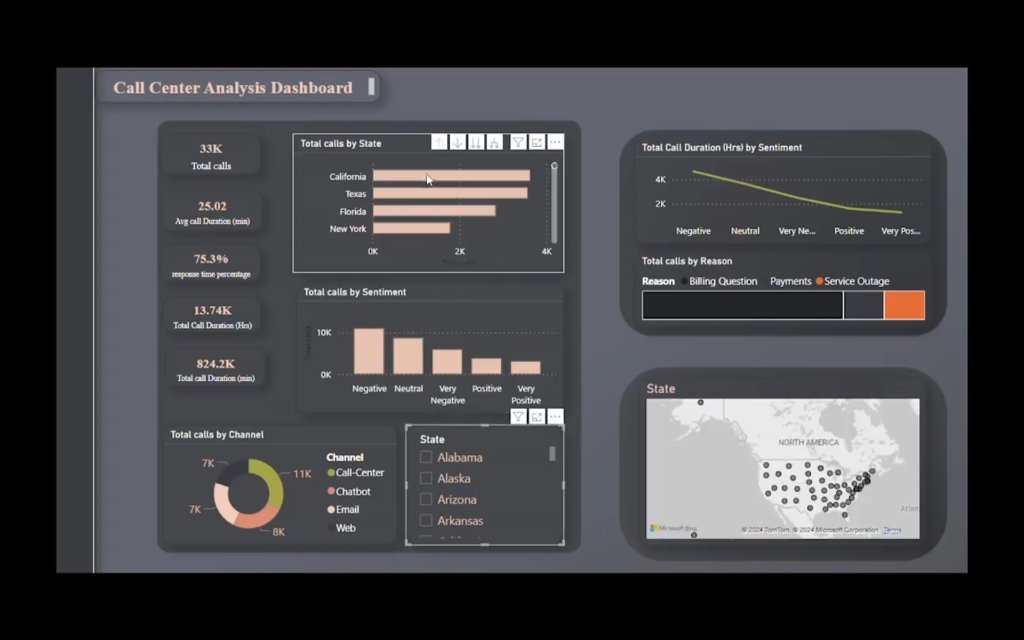 Call Center Analysis Dashboard
33K
Total calls
25.02
Avg call Duration (min)
75.3%
response time percentage
13.74K
Total Call Duration (Hrs)
824.2K
Total call Duration (min)
Total calls by State
California
Texas
Florida
New York
0K
2K
4K
Total calls by Sentiment
10K
0K
Negative
Neutral
Very
Negative
Positive
Very
Positive
Total calls by Channel
7K
11K
7K
8K
Channel
Call-Center
Chatbot
Email
Web
State
Alabama
Alaska
Arizona
Arkansas
Total Call Duration (Hrs) by Sentiment
4K
2K
Negative
Neutral
Very Ne...
Positive
Very Pos...
Total calls by Reason
Reason Billing Question Payments Service Outage
State
NORTH AMERICA
Atlan
Microsoft Bing
© 2024 TomTom, © 2024 Microsoft Corporation Terms